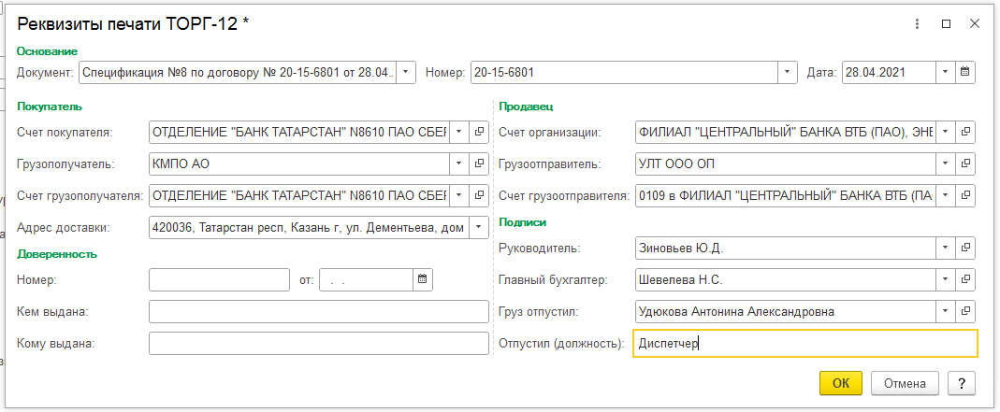 Реквизиты печати ТОРГ-12 *
Основание
Документ: Спецификация №8 по договору № 20-15-6801 от 28.04... Номер: 20-15-6801 Дата: 28.04.2021
Покупатель
Счет покупателя: ОТДЕЛЕНИЕ "БАНК ТАТАРСТАН" N8610 ПАО СБЕР
Грузополучатель: КМПО АО
Счет грузополучателя: ОТДЕЛЕНИЕ "БАНК ТАТАРСТАН" N8610 ПАО СБЕР
Адрес доставки: 420036, Татарстан респ, Казань г, ул. Дементьева, дом
Доверенность
Номер: от: . .
Кем выдана:
Кому выдана:
Продавец
Счет организации: ФИЛИАЛ "ЦЕНТРАЛЬНЫЙ" БАНКА ВТБ (ПАО), ЭНЕ
Грузоотправитель: УЛТ ООО ОП
Счет грузоотправителя: 0109 в ФИЛИАЛ "ЦЕНТРАЛЬНЫЙ" БАНКА ВТБ (ПА
Подписи
Руководитель: Зиновьев Ю.Д.
Главный бухгалтер: Шевелева Н.С.
Груз отпустил: Удюкова Антонина Александровна
Отпустил (должность): Диспетчер
ОК Отмена ?